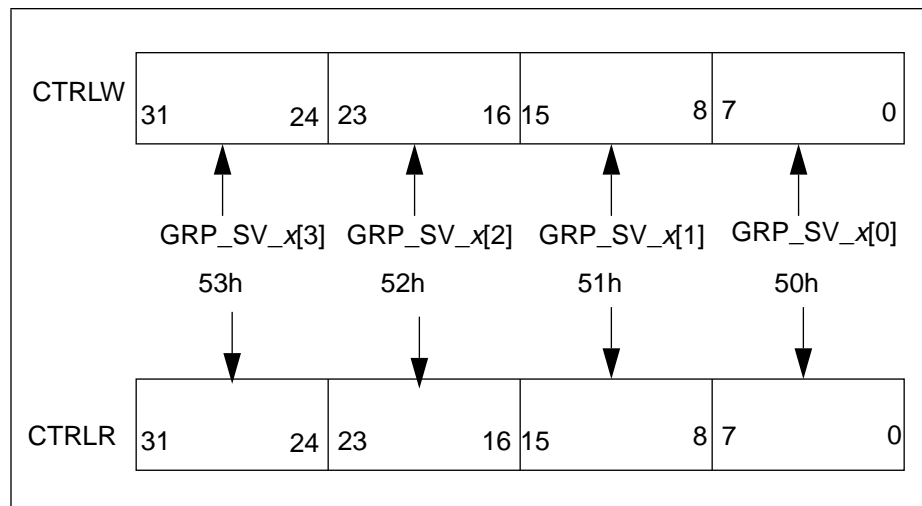 CTRLW
31 24 23 16 15 8 7 0
GRP_SV_x[3] GRP_SV_x[2] GRP_SV_x[1] GRP_SV_x[0]
53h 52h 51h 50h
CTRLR
31 24 23 16 15 8 7 0